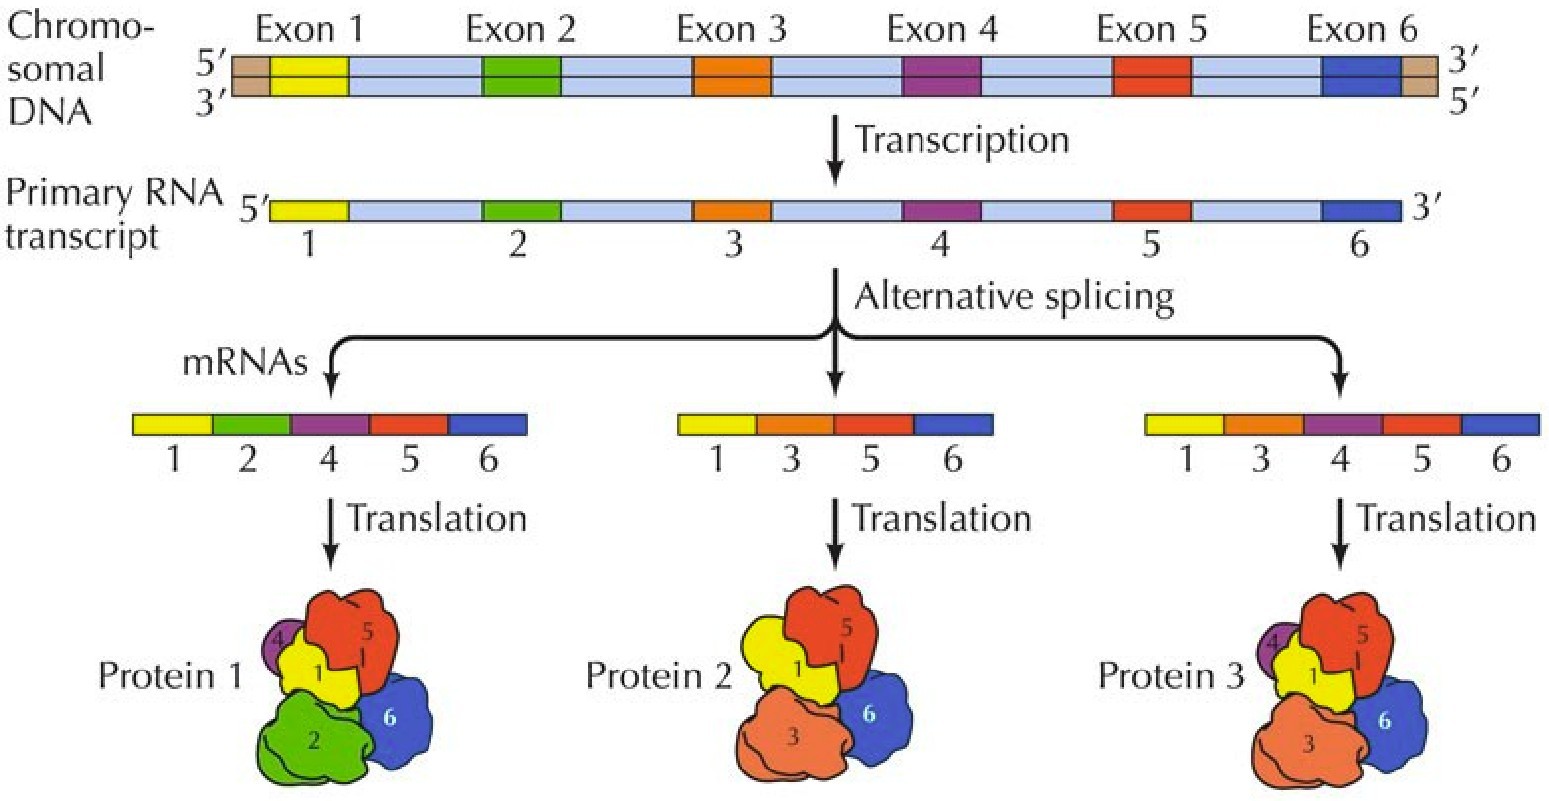 Chromo-
somal
DNA
Exon 1 Exon 2 Exon 3 Exon 4 Exon 5 Exon 6
5′ 3′
3′ 5′
Transcription
Primary RNA
transcript
5′ 3′
1 2 3 4 5 6
Alternative splicing
mRNAs
1 2 4 5 6
1 3 5 6
1 3 4 5 6
Translation Translation Translation
Protein 1
4 5 1 6 2
Protein 2
5 1 6 3
Protein 3
4 5 1 6 3